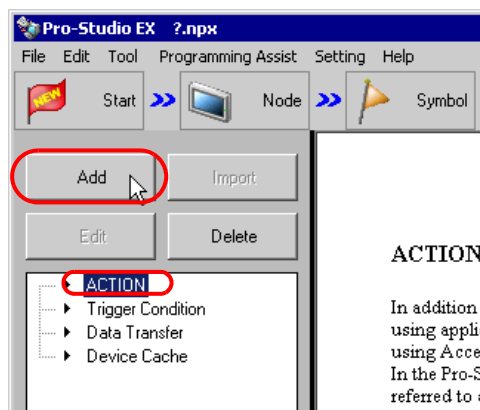 Pro-Studio EX ?.npx
File Edit Tool Programming Assist Setting Help
NEW Start Node Symbol
Add Import
Edit Delete
ACTION
Trigger Condition
Data Transfer
Device Cache
ACTION
In addition
using appli
using Acce
In the Pro-S
referred to a